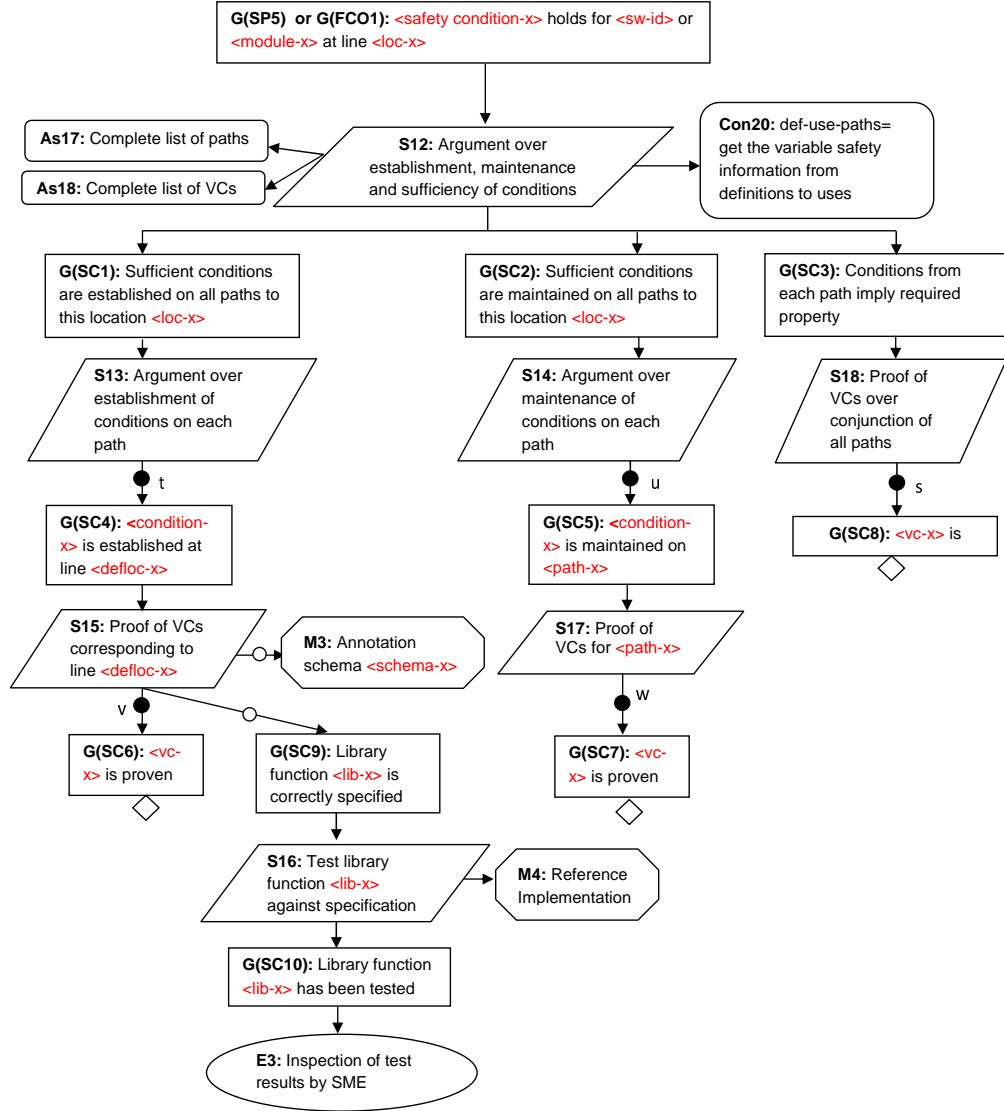 G(SP5) or G(FCO1): <safety condition-x> holds for <sw-id> or
<module-x> at line <loc-x>
As17: Complete list of paths
As18: Complete list of VCs
S12: Argument over
establishment, maintenance
and sufficiency of conditions
Con20: def-use-paths=
get the variable safety
information from
definitions to uses
G(SC1): Sufficient conditions
are established on all paths to
this location <loc-x>
G(SC2): Sufficient conditions
are maintained on all paths to
this location <loc-x>
G(SC3): Conditions from
each path imply required
property
S13: Argument over
establishment of
conditions on each
path
S14: Argument over
maintenance of
conditions on each
path
S18: Proof of
VCs over
conjunction of
all paths
t
u
s
G(SC4): <condition-
x> is established at
line <defloc-x>
G(SC5): <condition-
x> is maintained on
<path-x>
G(SC8): <vc-x> is
S15: Proof of VCs
corresponding to
line <defloc-x>
M3: Annotation
schema <schema-x>
S17: Proof of
VCs for <path-x>
v
w
G(SC6): <vc-
x> is proven
G(SC9): Library
function <lib-x> is
correctly specified
G(SC7): <vc-
x> is proven
S16: Test library
function <lib-x>
against specification
M4: Reference
Implementation
G(SC10): Library function
<lib-x> has been tested
E3: Inspection of test
results by SME